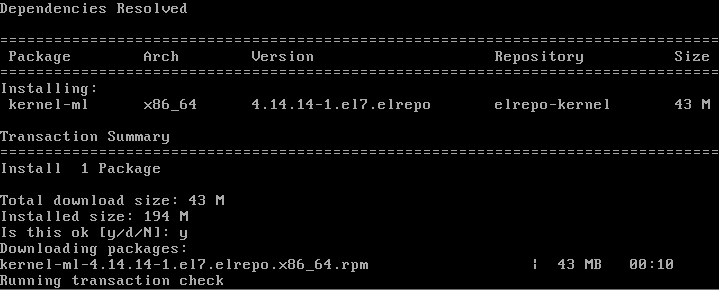 Dependencies Resolved
================================================================================
Package Arch Version Repository Size
================================================================================
Installing:
kernel-ml x86_64 4.14.14-1.el7.elrepo elrepo-kernel 43 M
Transaction Summary
================================================================================
Install 1 Package
Total download size: 43 M
Installed size: 194 M
Is this ok [y/d/N]: y
Downloading packages:
kernel-ml-4.14.14-1.el7.elrepo.x86_64.rpm | 43 MB 00:10
Running transaction check